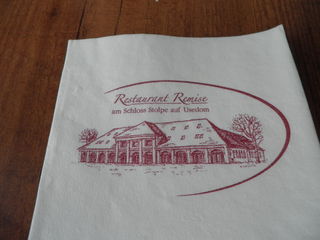 Restaurant Remise
am Schloss Stolpe auf Usedom